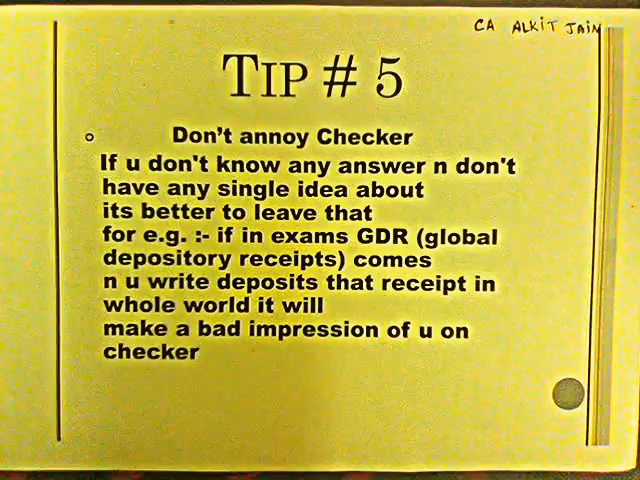 CA ALKIT JAIN
TIP # 5
Don't annoy Checker
If u don't know any answer n don't
have any single idea about
its better to leave that
for e.g. :- if in exams GDR (global
depository receipts) comes
n u write deposits that receipt in
whole world it will
make a bad impression of u on
checker